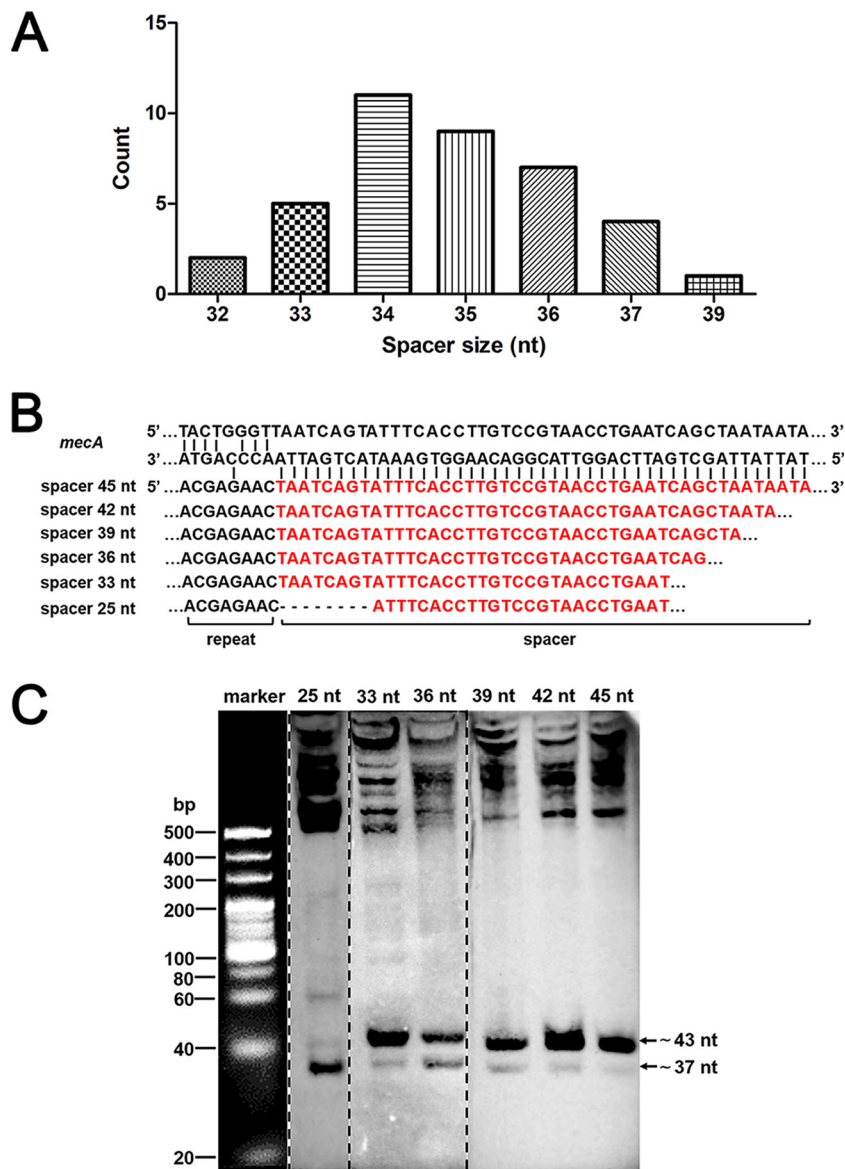 A
15
10
5
0
Count
32 33 34 35 36 37 39
Spacer size (nt)
B
mecA
5' ...TACTGGGTTAATCAGTATTTCACCTTGTCCGTAACCTGAATCAGCTAATAATA... 3'
3' ...ATGACCCAATTAGTCATAAAGTGGAACAGGCATTGGACTTAGTCGATTATTAT... 5'
spacer 45 nt 5' ...ACGAGAACTAATCAGTATTTCACCTTGTCCGTAACCTGAATCAGCTAATAATA... 3'
spacer 42 nt ...ACGAGAACTAATCAGTATTTCACCTTGTCCGTAACCTGAATCAGCTAATA...
spacer 39 nt ...ACGAGAACTAATCAGTATTTCACCTTGTCCGTAACCTGAATCAGCTA...
spacer 36 nt ...ACGAGAACTAATCAGTATTTCACCTTGTCCGTAACCTGAATCAG...
spacer 33 nt ...ACGAGAACTAATCAGTATTTCACCTTGTCCGTAACCTGAAT...
spacer 25 nt ...ACGAGAAC- - - - - - - -ATTTCACCTTGTCCGTAACCTGAAT...
repeat spacer
C
marker 25 nt 33 nt 36 nt 39 nt 42 nt 45 nt
bp
500
400
300
200
100
80
60
40
20
~ 43 nt
~ 37 nt